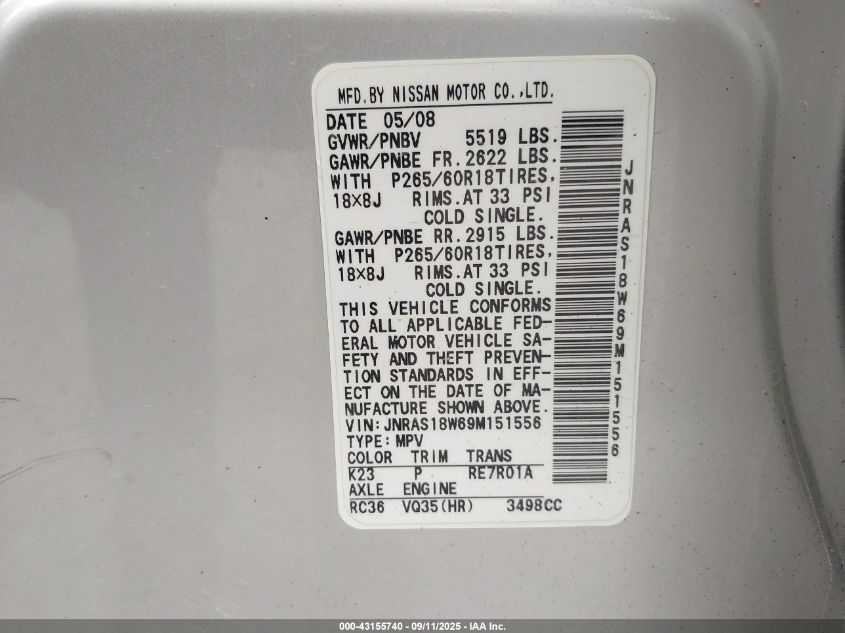 MFD.BY NISSAN MOTOR CO.,LTD.
DATE 05/08
GVWR/PNBV 5519 LBS.
GAWR/PNBE FR.2622 LBS.
WITH P265/60R18TIRES,
18×8J RIMS.AT 33 PSI
COLD SINGLE.
GAWR/PNBE RR.2915 LBS.
WITH P265/60R18TIRES,
18×8J RIMS.AT 33 PSI
COLD SINGLE.
THIS VEHICLE CONFORMS
TO ALL APPLICABLE FED-
ERAL MOTOR VEHICLE SA-
FETY AND THEFT PREVEN-
TION STANDARDS IN EFF-
ECT ON THE DATE OF MA-
NUFACTURE SHOWN ABOVE.
VIN:JNRAS18W69M151556
TYPE:MPV
COLOR TRIM TRANS
K23 P RE7R01A
AXLE ENGINE
RC36 VQ35(HR) 3498CC
JNRAS18W69M151556
000-43155740 - 09/11/2025 - IAA Inc.